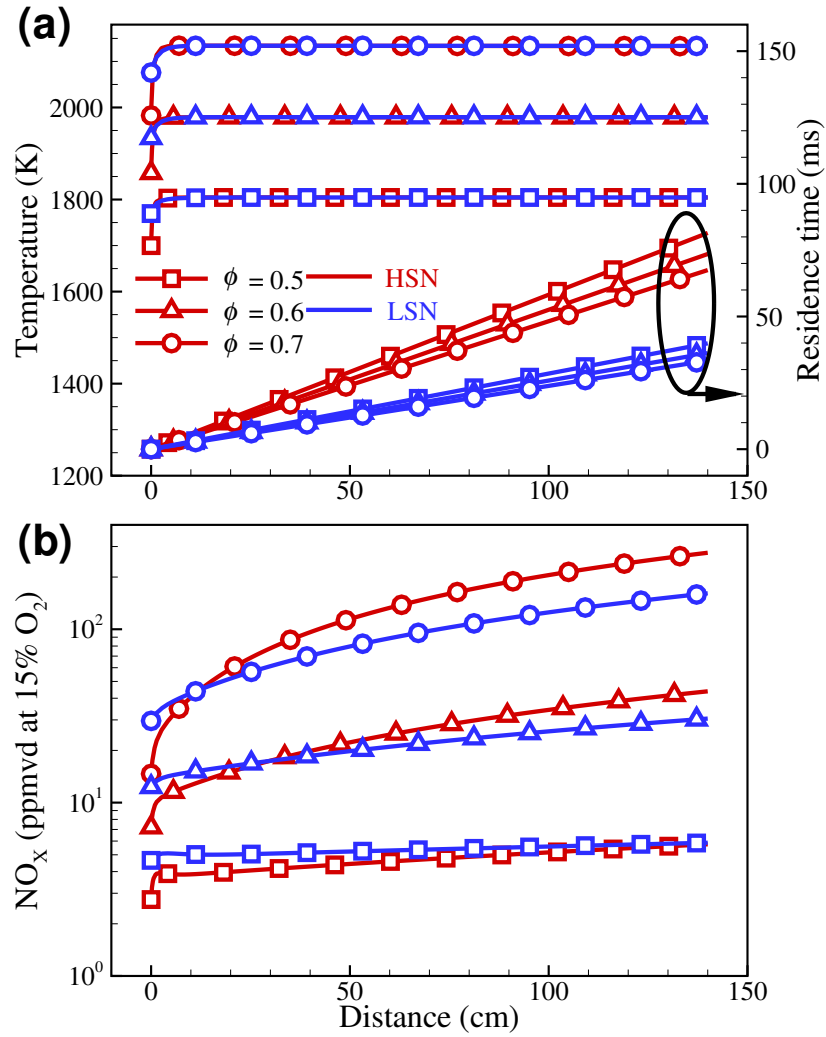 (a)
Temperature (K)
2000
1800
1600
1400
1200
150
100
50
0
Residence time (ms)
ϕ = 0.5
HSN
ϕ = 0.6
LSN
ϕ = 0.7
0
50
100
150
(b)
NOX (ppmvd at 15% O2)
10²
10¹
10⁰
0
50
100
150
Distance (cm)